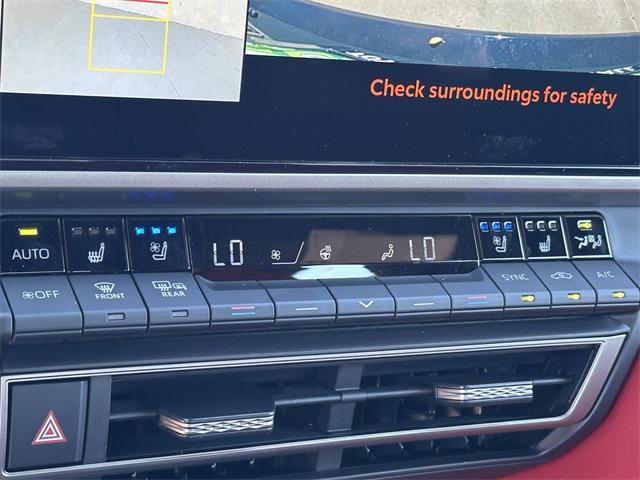 Check surroundings for safety
AUTO
LO
LO
OFF
FRONT
REAR
SYNC
A/C